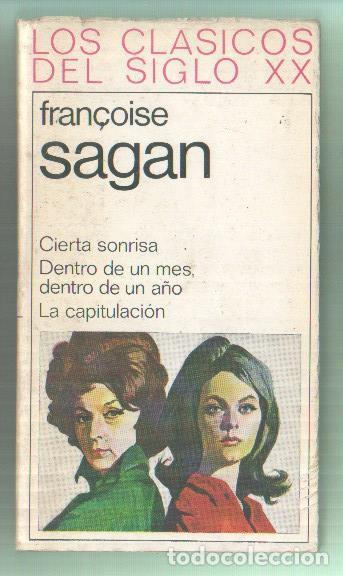 LOS CLASICOS
DEL SIGLO XX
françoise
sagan
Cierta sonrisa
Dentro de un mes,
dentro de un año
La capitulación
todocoleccion.net